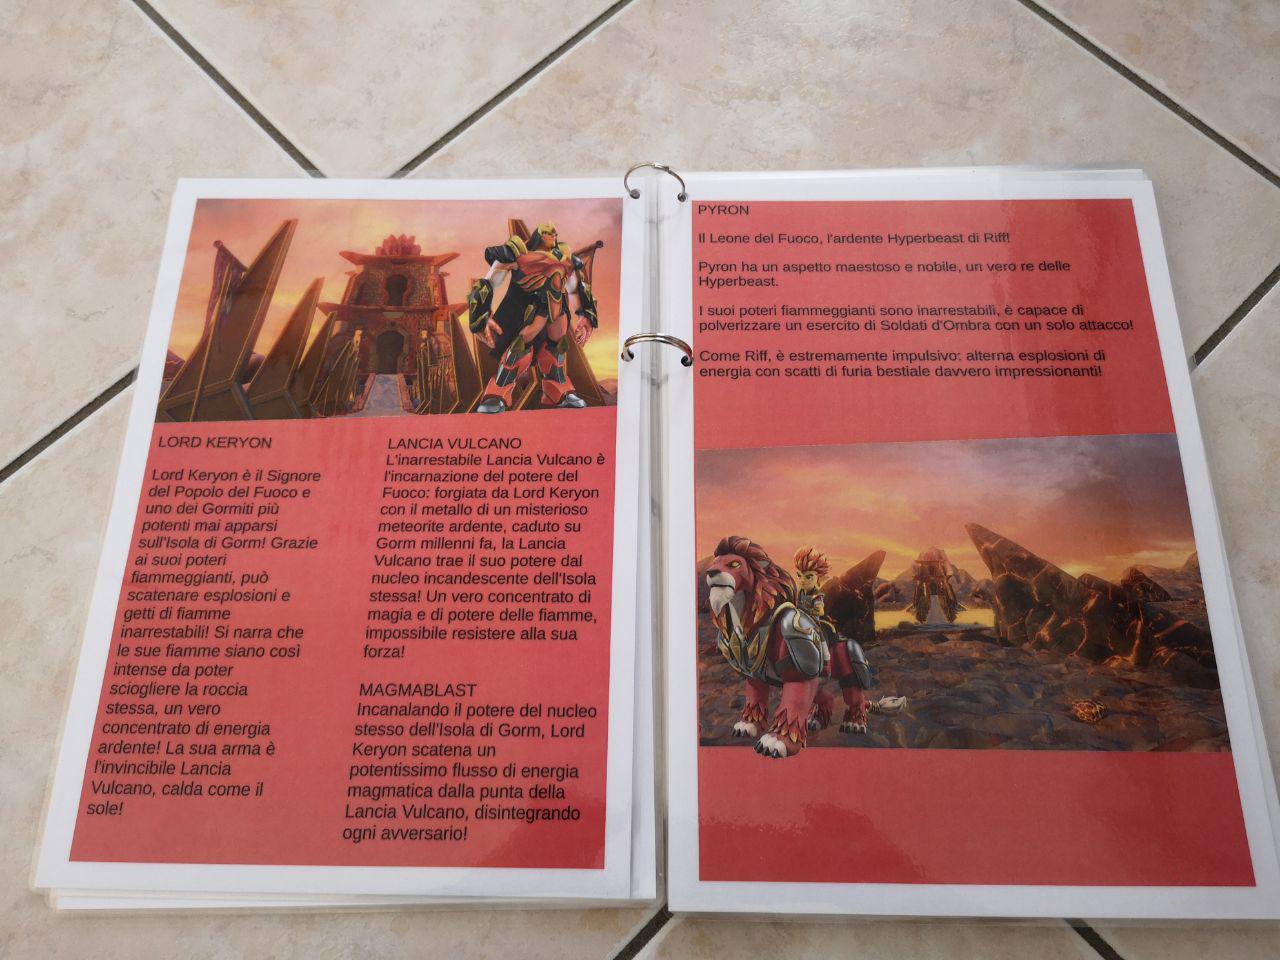 LORD KERYON
Lord Keryon è il Signore
del Popolo del Fuoco e
uno dei Gormiti più
potenti mai apparsi
sull'Isola di Gorm! Grazie
ai suoi poteri
fiammeggianti, può
scatenare esplosioni e
getti di fiamme
inarrestabili! Si narra che
le sue fiamme siano così
intense da poter
sciogliere la roccia
stessa, un vero
concentrato di energia
ardente! La sua arma è
l'invincibile Lancia
Vulcano, calda come il
sole!
LANCIA VULCANO
L'inarrestabile Lancia Vulcano è
l'incarnazione del potere del
Fuoco: forgiata da Lord Keryon
con il metallo di un misterioso
meteorite ardente, caduto su
Gorm millenni fa, la Lancia
Vulcano trae il suo potere dal
nucleo incandescente dell'Isola
stessa! Un vero concentrato di
magia e di potere delle fiamme,
impossibile resistere alla sua
forza!
MAGMABLAST
Incanalando il potere del nucleo
stesso dell'Isola di Gorm, Lord
Keryon scatena un
potentissimo flusso di energia
magmatica dalla punta della
Lancia Vulcano, disintegrando
ogni avversario!
PYRON
Il Leone del Fuoco, l'ardente Hyperbeast di Riff!
Pyron ha un aspetto maestoso e nobile, un vero re delle
Hyperbeast.
I suoi poteri fiammeggianti sono inarrestabili, è capace di
polverizzare un esercito di Soldati d'Ombra con un solo attacco!
Come Riff, è estremamente impulsivo: alterna esplosioni di
energia con scatti di furia bestiale davvero impressionanti!